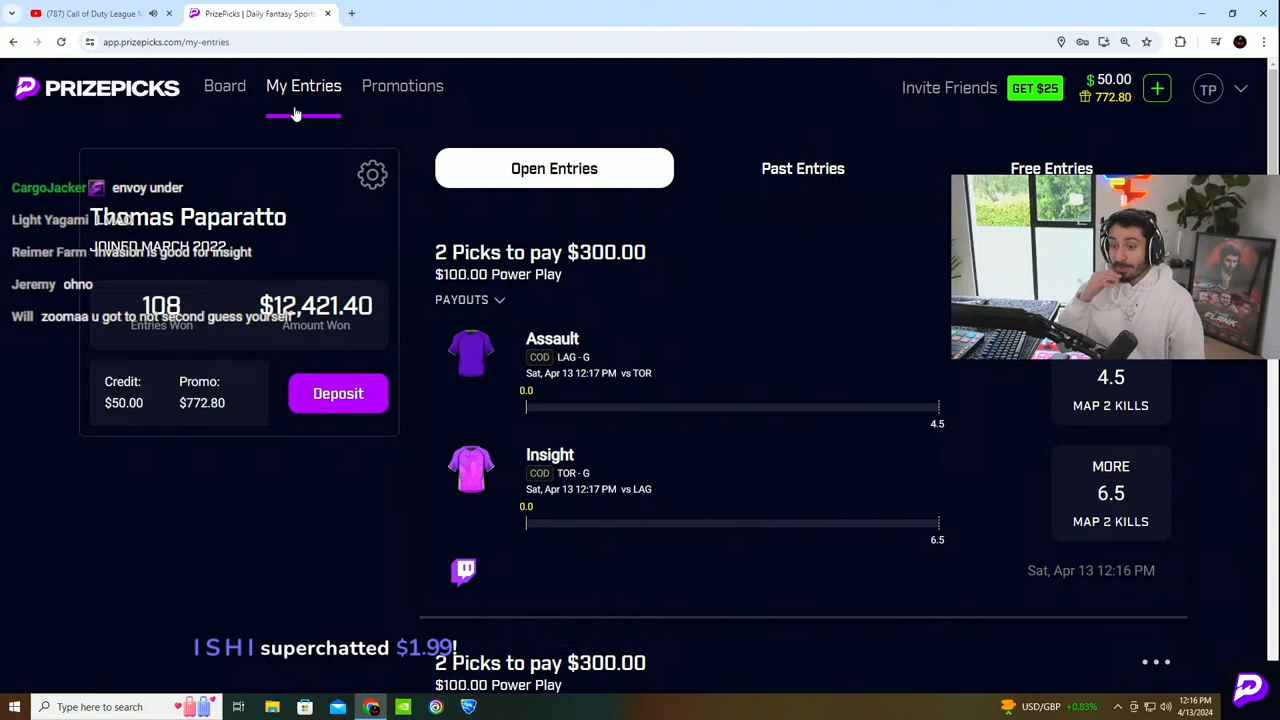 (787) Call of Duty League M
PrizePicks | Daily Fantasy Sports
app.prizepicks.com/my-entries
PRIZEPICKS
Board
My Entries
Promotions
Invite Friends
GET $25
$ 50.00
772.80
TP
Open Entries
Past Entries
Free Entries
CargoJacker envoy under
Light Yagami
Thomas Paparatto
JOINED MARCH 2022
Reimer Farm invasion is good for insight
Jeremy ohno
108
$12,421.40
Will zoomaa u got to not second guess yourself
Entries Won
Amount Won
Credit:
$50.00
Promo:
$772.80
Deposit
2 Picks to pay $300.00
$100.00 Power Play
PAYOUTS
Assault
COD LAG - G
Sat, Apr 13 12:17 PM vs TOR
0.0
4.5
4.5
MAP 2 KILLS
Insight
COD TOR - G
Sat, Apr 13 12:17 PM vs LAG
0.0
6.5
MORE
6.5
MAP 2 KILLS
Sat, Apr 13 12:16 PM
I S H I superchatted $1.99!
2 Picks to pay $300.00
$100.00 Power Play
THE FLANK
Type here to search
USD/GBP +0.83%
12:16 PM
4/13/2024